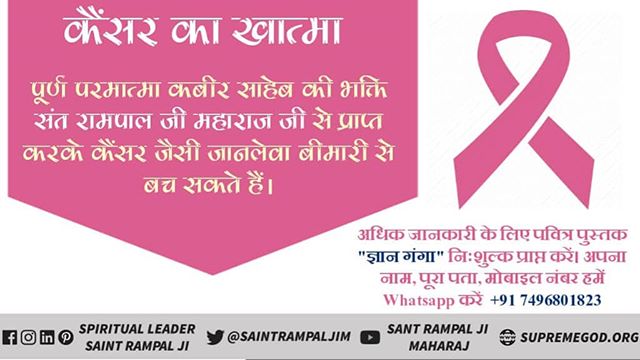 कैंसर का खात्मा
पूर्ण परमात्मा कबीर साहेब की भक्ति
संत रामपाल जी महाराज जी से प्राप्त
करके कैंसर जैसी जानलेवा बीमारी से
बच सकते हैं।
अधिक जानकारी के लिए पवित्र पुस्तक
"ज्ञान गंगा" निःशुल्क प्राप्त करें। अपना
नाम, पूरा पता, मोबाइल नंबर हमें
Whatsapp करें +91 7496801823
SPIRITUAL LEADER
SAINT RAMPAL JI
@SAINTRAMPALJIM
SANT RAMPAL JI
MAHARAJ
SUPREMEGOD.ORG